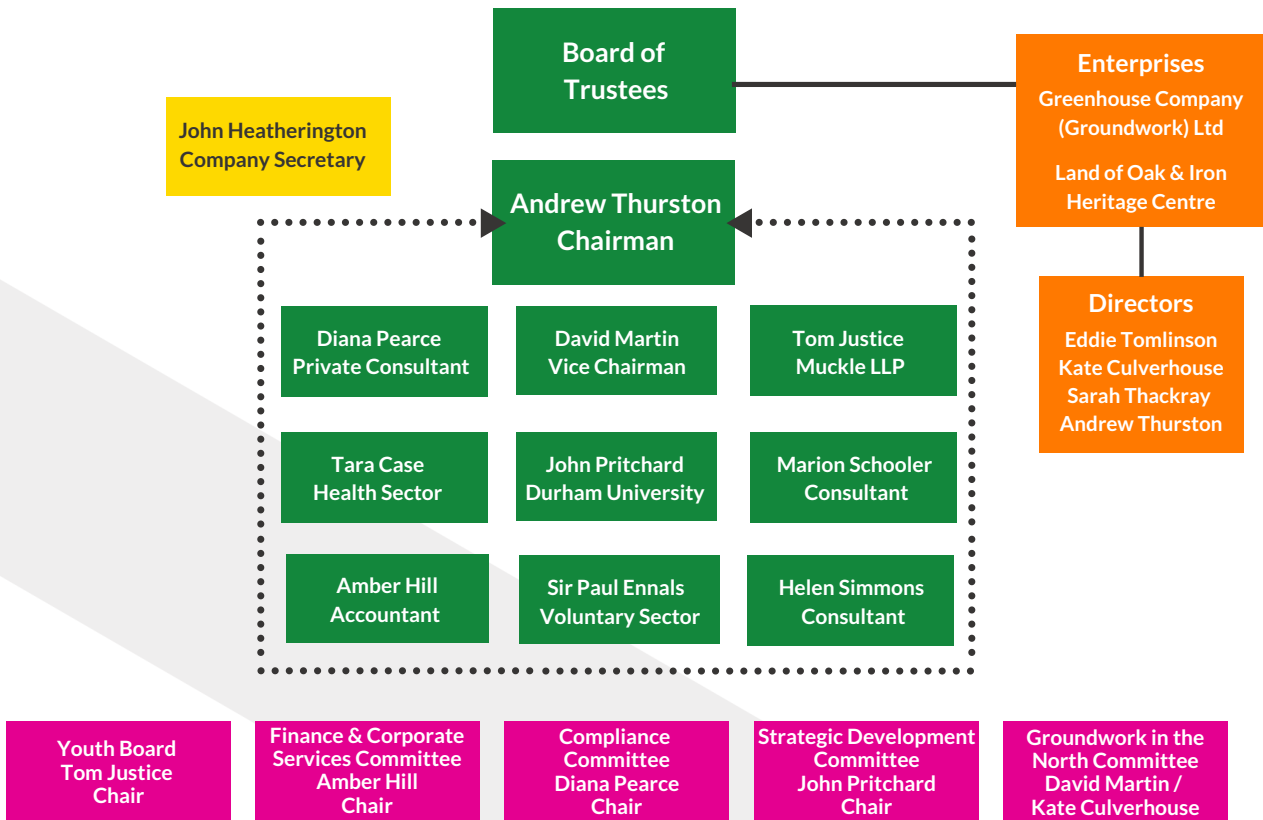 Board of
Trustees
Enterprises
Greenhouse Company
(Groundwork) Ltd
Land of Oak & Iron
Heritage Centre
John Heatherington
Company Secretary
Andrew Thurston
Chairman
Directors
Eddie Tomlinson
Kate Culverhouse
Sarah Thackray
Andrew Thurston
Diana Pearce
Private Consultant
David Martin
Vice Chairman
Tom Justice
Muckle LLP
Tara Case
Health Sector
John Pritchard
Durham University
Marion Schooler
Consultant
Amber Hill
Accountant
Sir Paul Ennals
Voluntary Sector
Helen Simmons
Consultant
Youth Board
Tom Justice
Chair
Finance & Corporate
Services Committee
Amber Hill
Chair
Compliance
Committee
Diana Pearce
Chair
Strategic Development
Committee
John Pritchard
Chair
Groundwork in the
North Committee
David Martin /
Kate Culverhouse